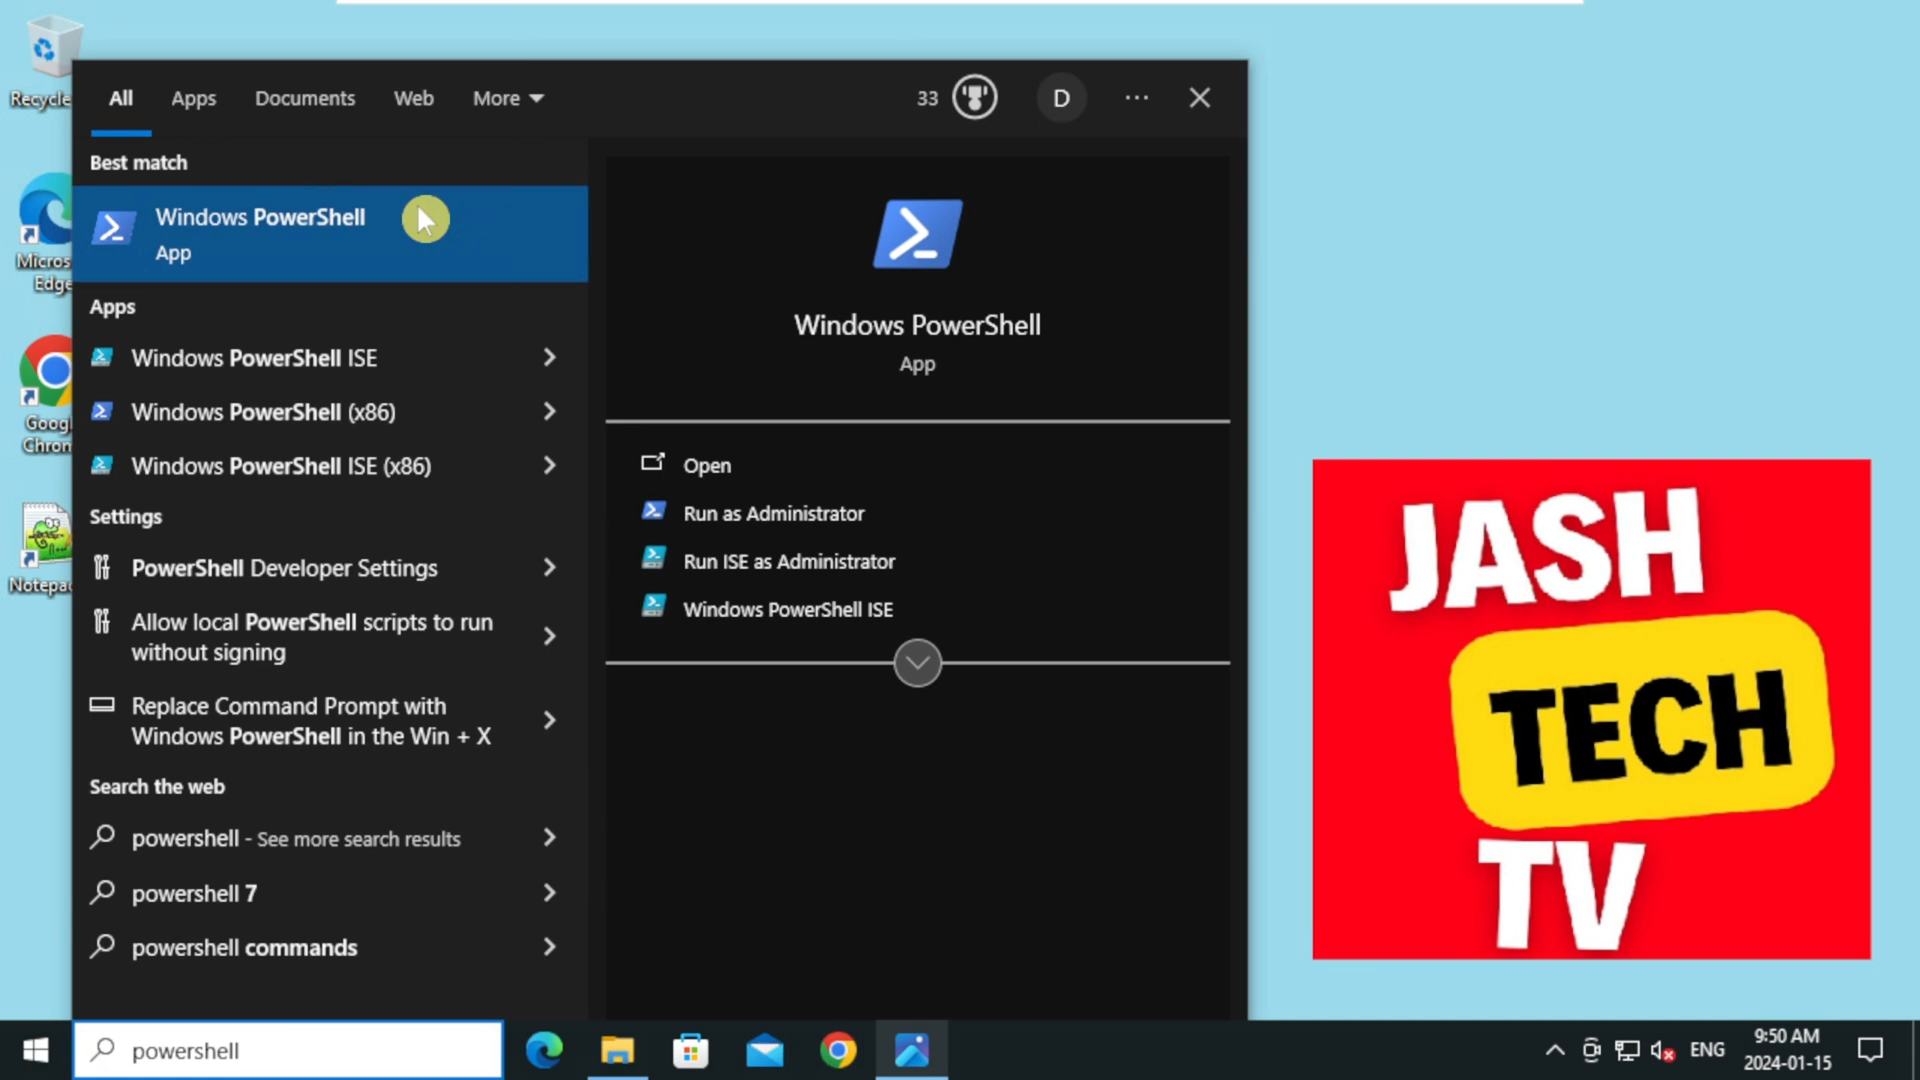 Recycle
Micros
Edge
Googl
Chrom
Notepad
All Apps Documents Web More
33 D ...
Best match
Windows PowerShell
App
Apps
Windows PowerShell ISE
Windows PowerShell (x86)
Windows PowerShell ISE (x86)
Settings
PowerShell Developer Settings
Allow local PowerShell scripts to run
without signing
Replace Command Prompt with
Windows PowerShell in the Win + X
Search the web
powershell - See more search results
powershell 7
powershell commands
powershell
Windows PowerShell
App
Open
Run as Administrator
Run ISE as Administrator
Windows PowerShell ISE
JASH
TECH
TV
ENG
9:50 AM
2024-01-15